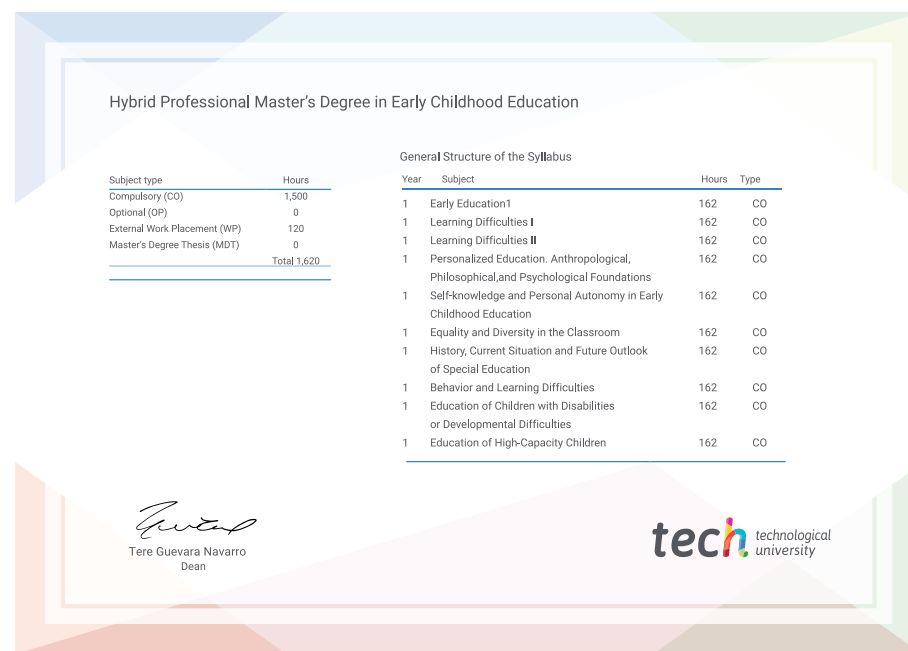 Hybrid Professional Master's Degree in Early Childhood Education
General Structure of the Syllabus
Subject type Hours
Compulsory (CO) 1,500
Optional (OP) 0
External Work Placement (WP) 120
Master's Degree Thesis (MDT) 0
Total 1,620
Year Subject Hours Type
1 Early Education1 162 CO
1 Learning Difficulties I 162 CO
1 Learning Difficulties II 162 CO
1 Personalized Education. Anthropological, 162 CO
Philosophical,and Psychological Foundations
1 Self-knowledge and Personal Autonomy in Early 162 CO
Childhood Education
1 Equality and Diversity in the Classroom 162 CO
1 History, Current Situation and Future Outlook 162 CO
of Special Education
1 Behavior and Learning Difficulties 162 CO
1 Education of Children with Disabilities 162 CO
or Developmental Difficulties
1 Education of High-Capacity Children 162 CO
Tere Guevara Navarro
Dean
tech technological
university